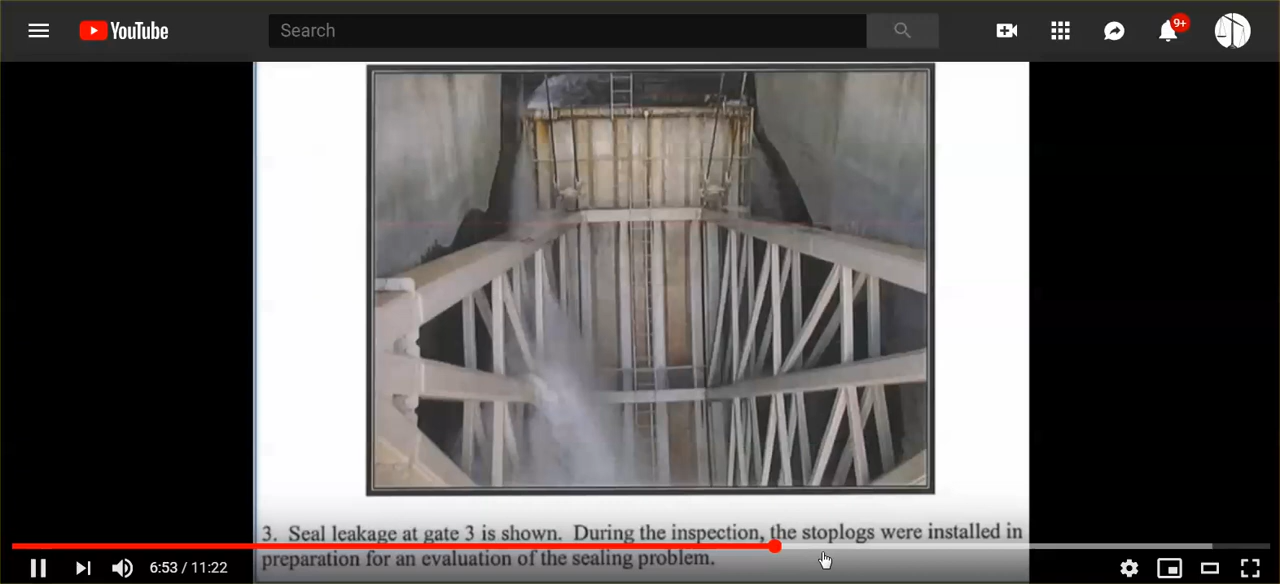 YouTube
Search
9+
3. Seal leakage at gate 3 is shown. During the inspection, the stoplogs were installed in
preparation for an evaluation of the sealing problem.
6:53 / 11:22